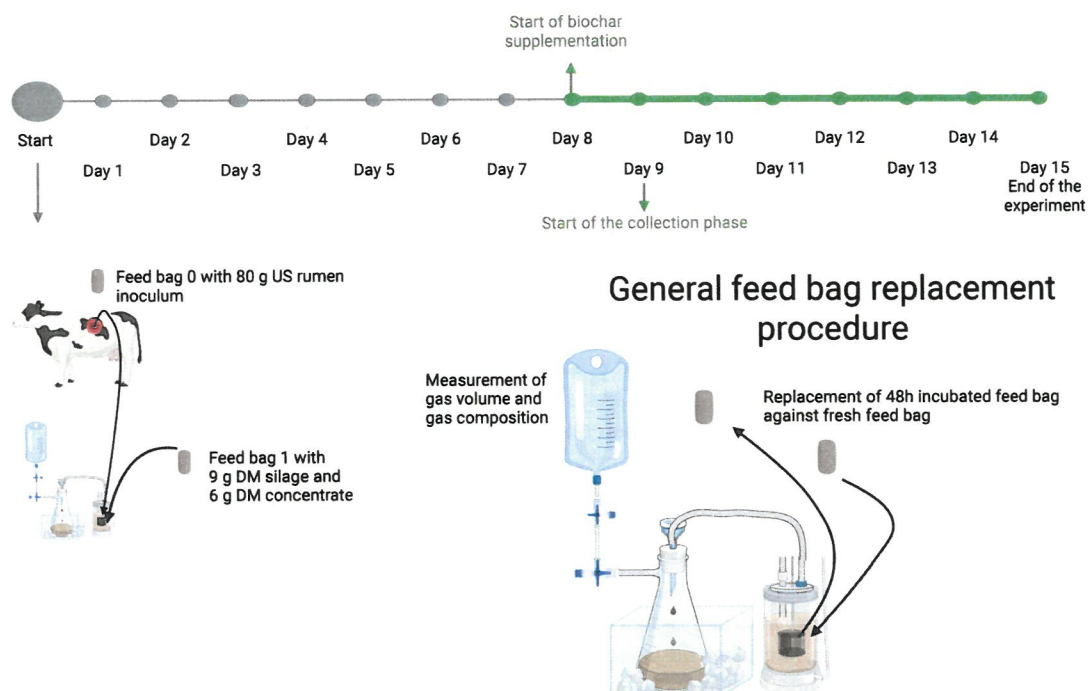 Start of biochar
supplementation
Start
Day 1
Day 2
Day 3
Day 4
Day 5
Day 6
Day 7
Day 8
Day 9
Day 10
Day 11
Day 12
Day 13
Day 14
Day 15
End of the
experiment
Start of the collection phase
Feed bag 0 with 80 g US rumen
inoculum
Feed bag 1 with
9 g DM silage and
6 g DM concentrate
General feed bag replacement
procedure
Measurement of
gas volume and
gas composition
Replacement of 48h incubated feed bag
against fresh feed bag